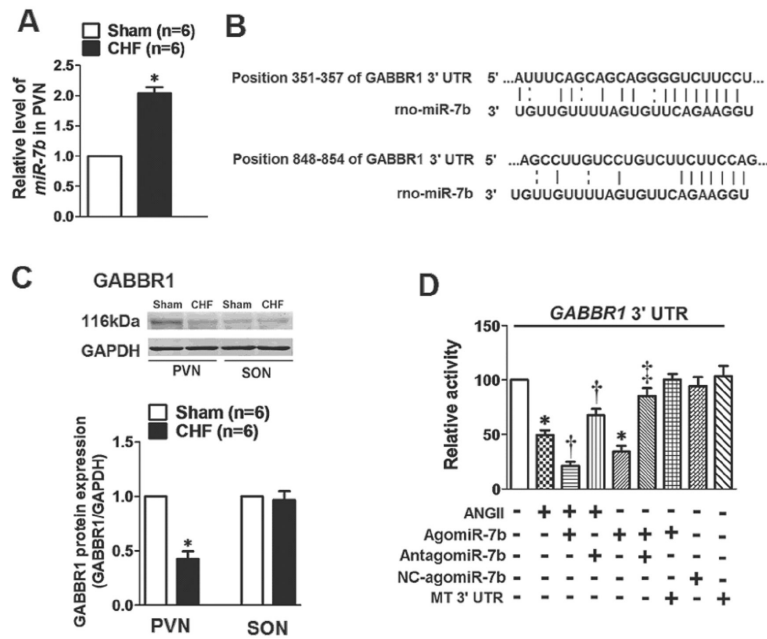 A
Sham (n=6)
CHF (n=6)
Relative level of
miR-7b in PVN
2.5
2.0
1.5
1.0
0.5
0.0
*
B
Position 351-357 of GABBR1 3' UTR 5' ...AUUUCAGCAGCAGGGGUCUUCCU...
rno-miR-7b 3' UGUUGUUUUAGUGUUCAGAAGGU
Position 848-854 of GABBR1 3' UTR 5' ...AGCCUUGUCCUGUCUUCUUCCAG...
rno-miR-7b 3' UGUUGUUUUAGUGUUCAGAAGGU
C
GABBR1
Sham CHF Sham CHF
116kDa
GAPDH
PVN SON
Sham (n=6)
CHF (n=6)
GABBR1 protein expression
(GABBR1/GAPDH)
1.5
1.0
0.5
0.0
*
PVN SON
D
GABBR1 3' UTR
Relative activity
150
100
50
0
* † † * ‡
ANGII - + + + - - - - -
AgomiR-7b - - + - + + + - -
AntagomiR-7b - - - + - + - - -
NC-agomiR-7b - - - - - - - + -
MT 3' UTR - - - - - - + - +